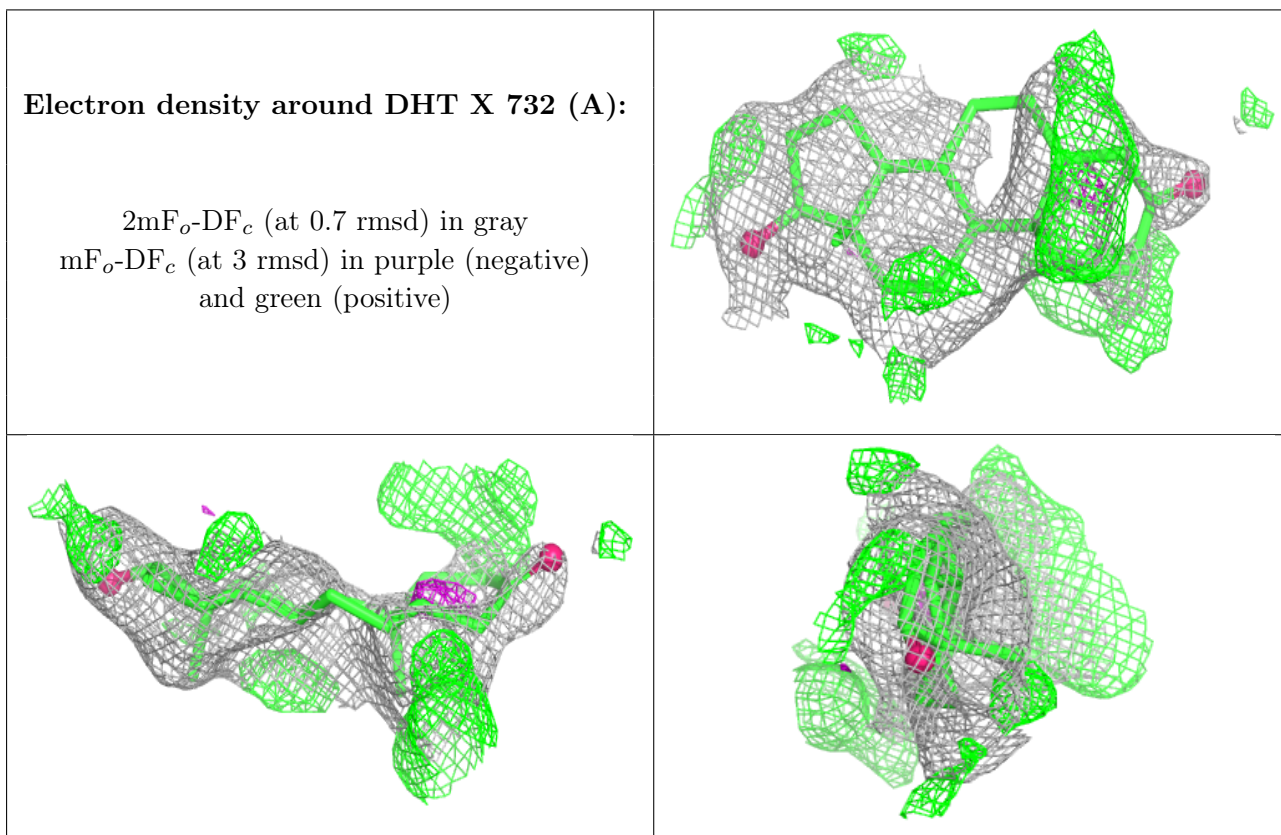 Electron density around DHT X 732 (A):
2mFo-DFc (at 0.7 rmsd) in gray
mFo-DFc (at 3 rmsd) in purple (negative)
and green (positive)